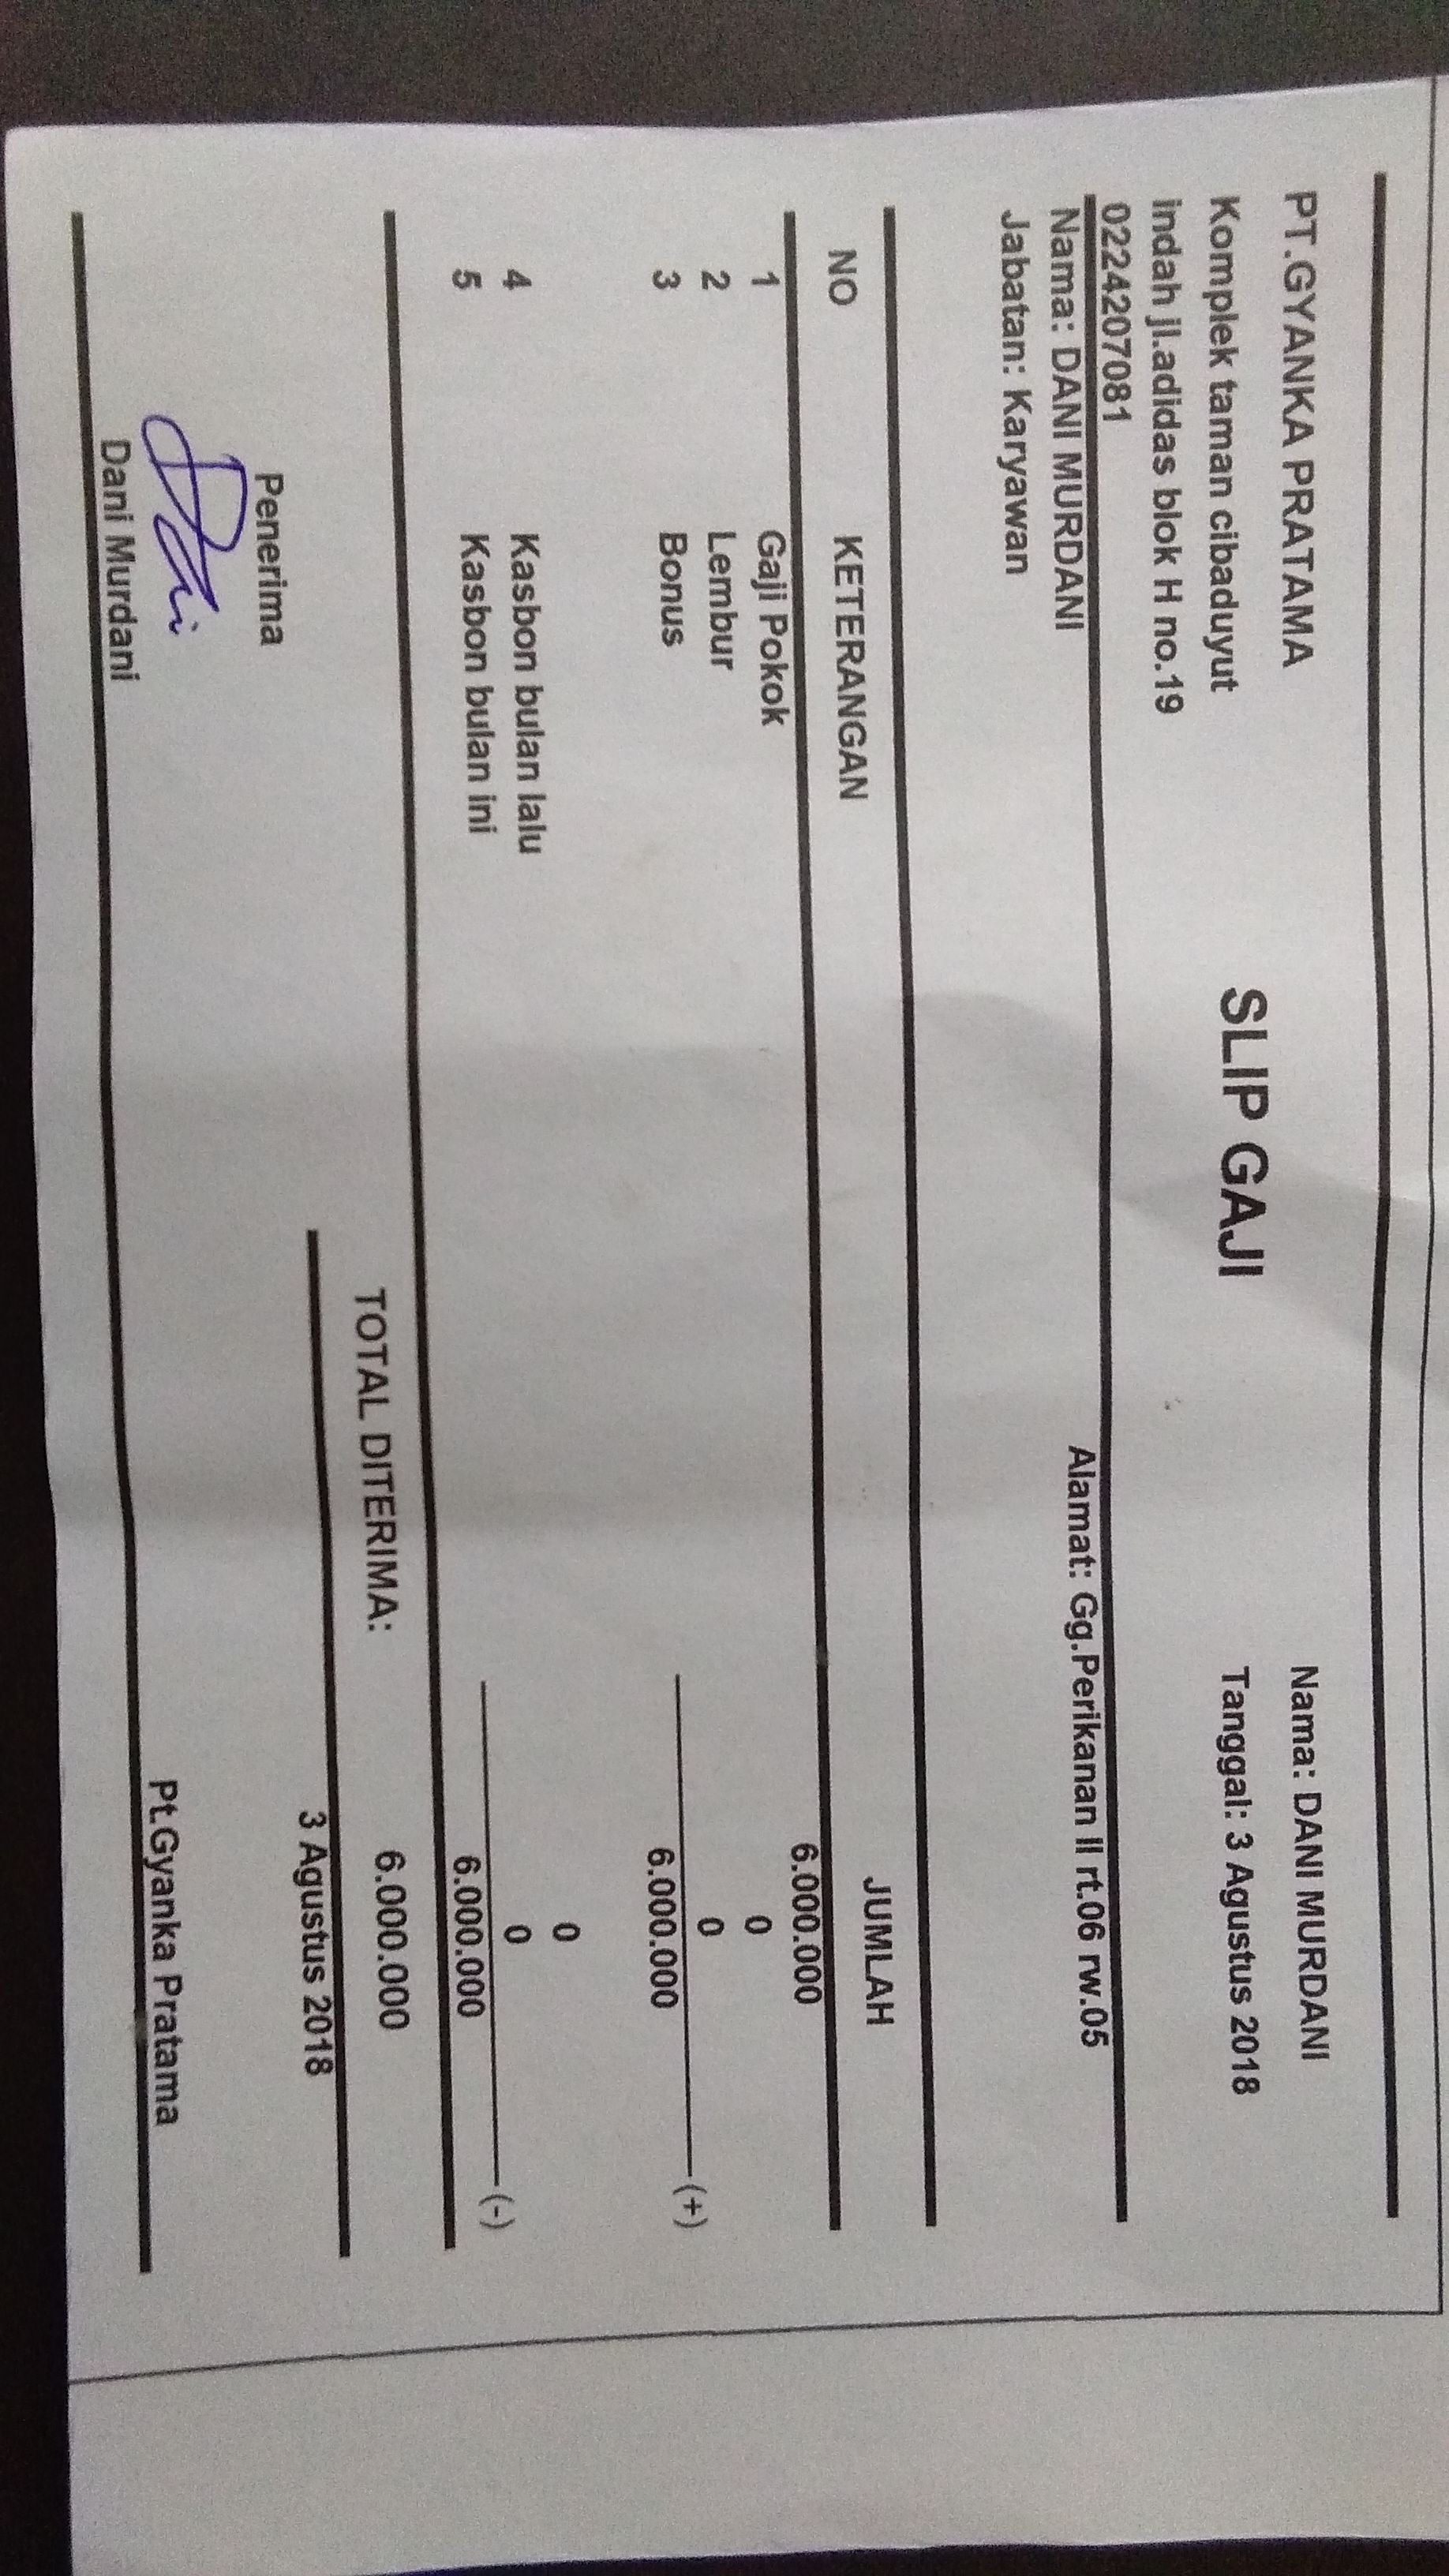 PT.GYANKA PRATAMA
Nama: DANI MURDANI
Komplek taman cibaduyut
SLIP GAJI
Tanggal: 3 Agustus 2018
indah jl.adidas blok H no.19
0224207081
Nama: DANI MURDANI
Alamat: Gg.Perikanan II rt.06 rw.05
Jabatan: Karyawan
NO KETERANGAN JUMLAH
1 Gaji Pokok 6.000.000
2 Lembur 0
3 Bonus 0
(+)
6.000.000
4 Kasbon bulan lalu 0
5 Kasbon bulan ini 0
(-)
6.000.000
TOTAL DITERIMA: 6.000.000
3 Agustus 2018
Penerima
Dani Murdani
Pt.Gyanka Pratama